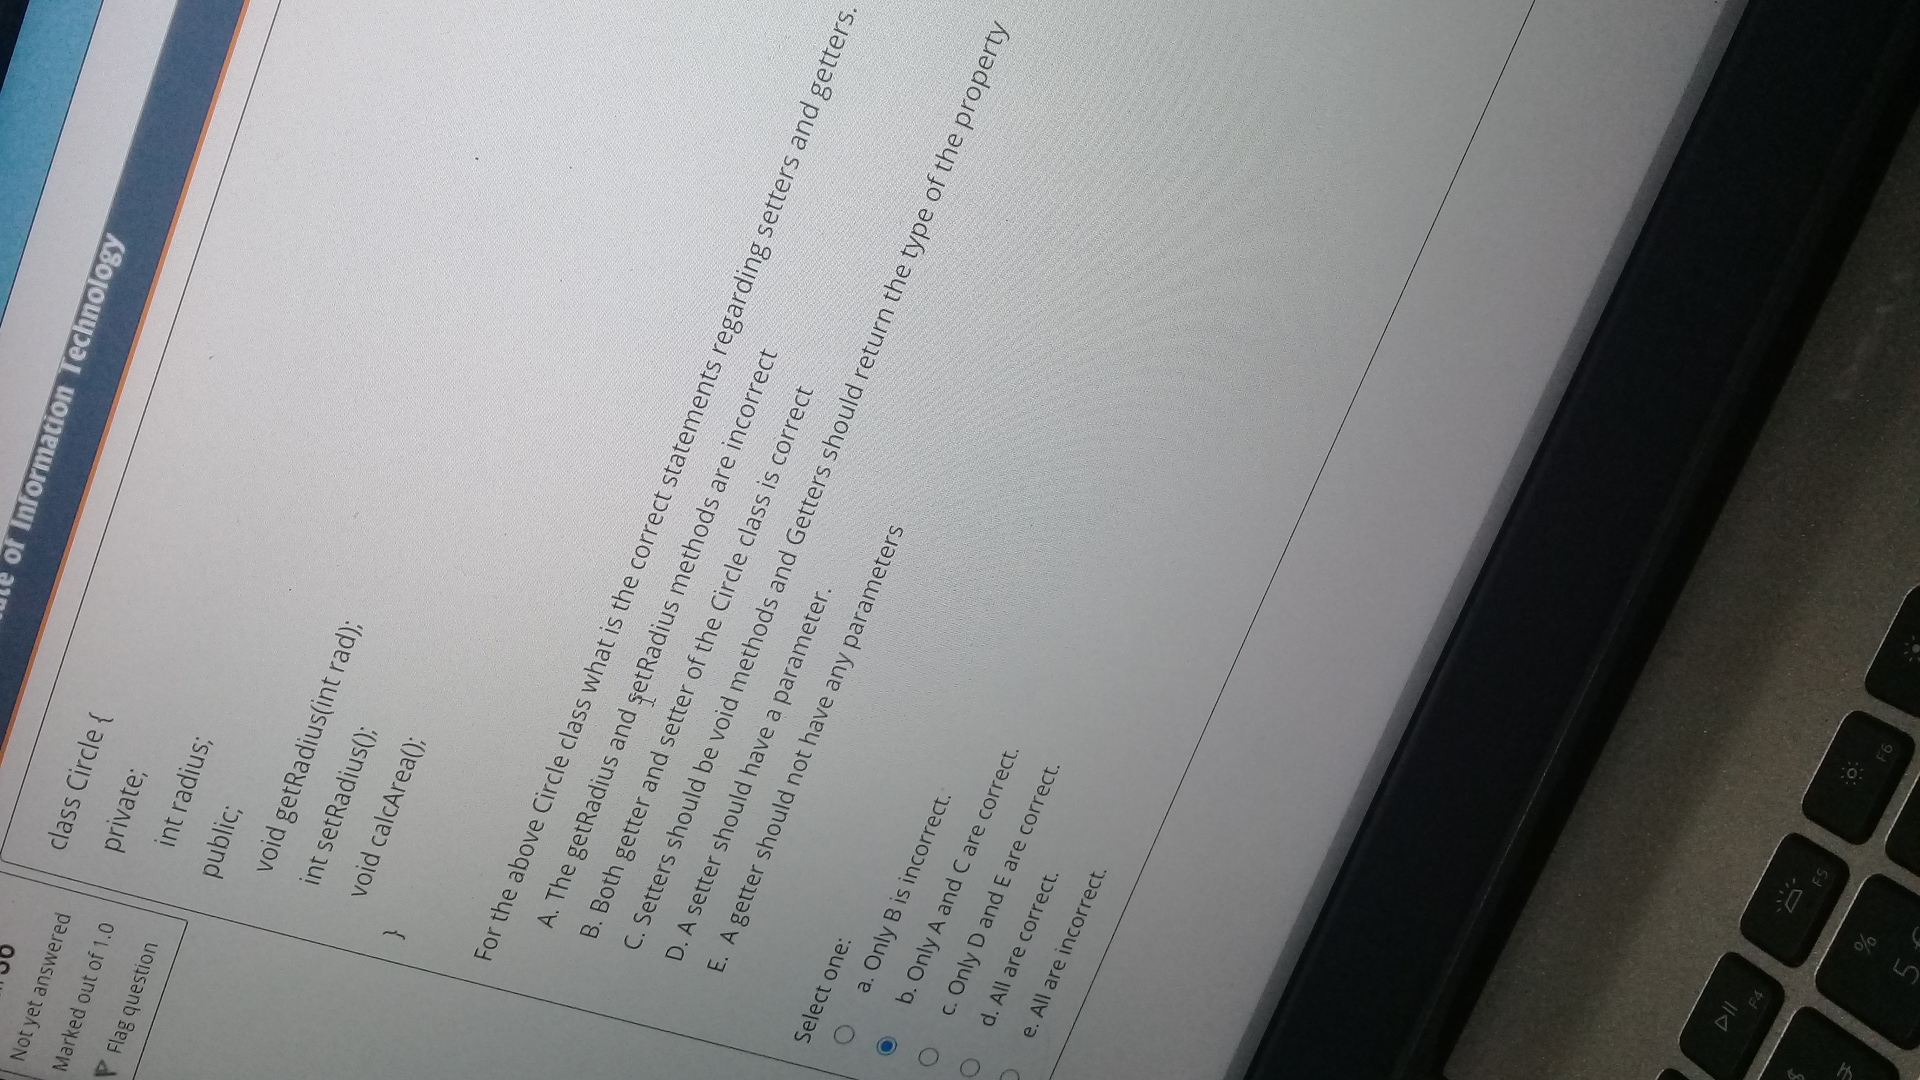 36
Not yet answered
Marked out of 1.0
Flag question
of Information Technology
class Circle {
private;
int radius;
public;
void getRadius(int rad);
int setRadius();
void calcArea();
}
For the above Circle class what is the correct statements regarding setters and getters.
A. The getRadius and setRadius methods are incorrect
B. Both getter and setter of the Circle class is correct
C. Setters should be void methods and Getters should return the type of the property
D. A setter should have a parameter.
E. A getter should not have any parameters
Select one:
a. Only B is incorrect.
b. Only A and C are correct.
c. Only D and E are correct.
d. All are correct.
e. All are incorrect.
F4
F5
F6
$
%
5 €